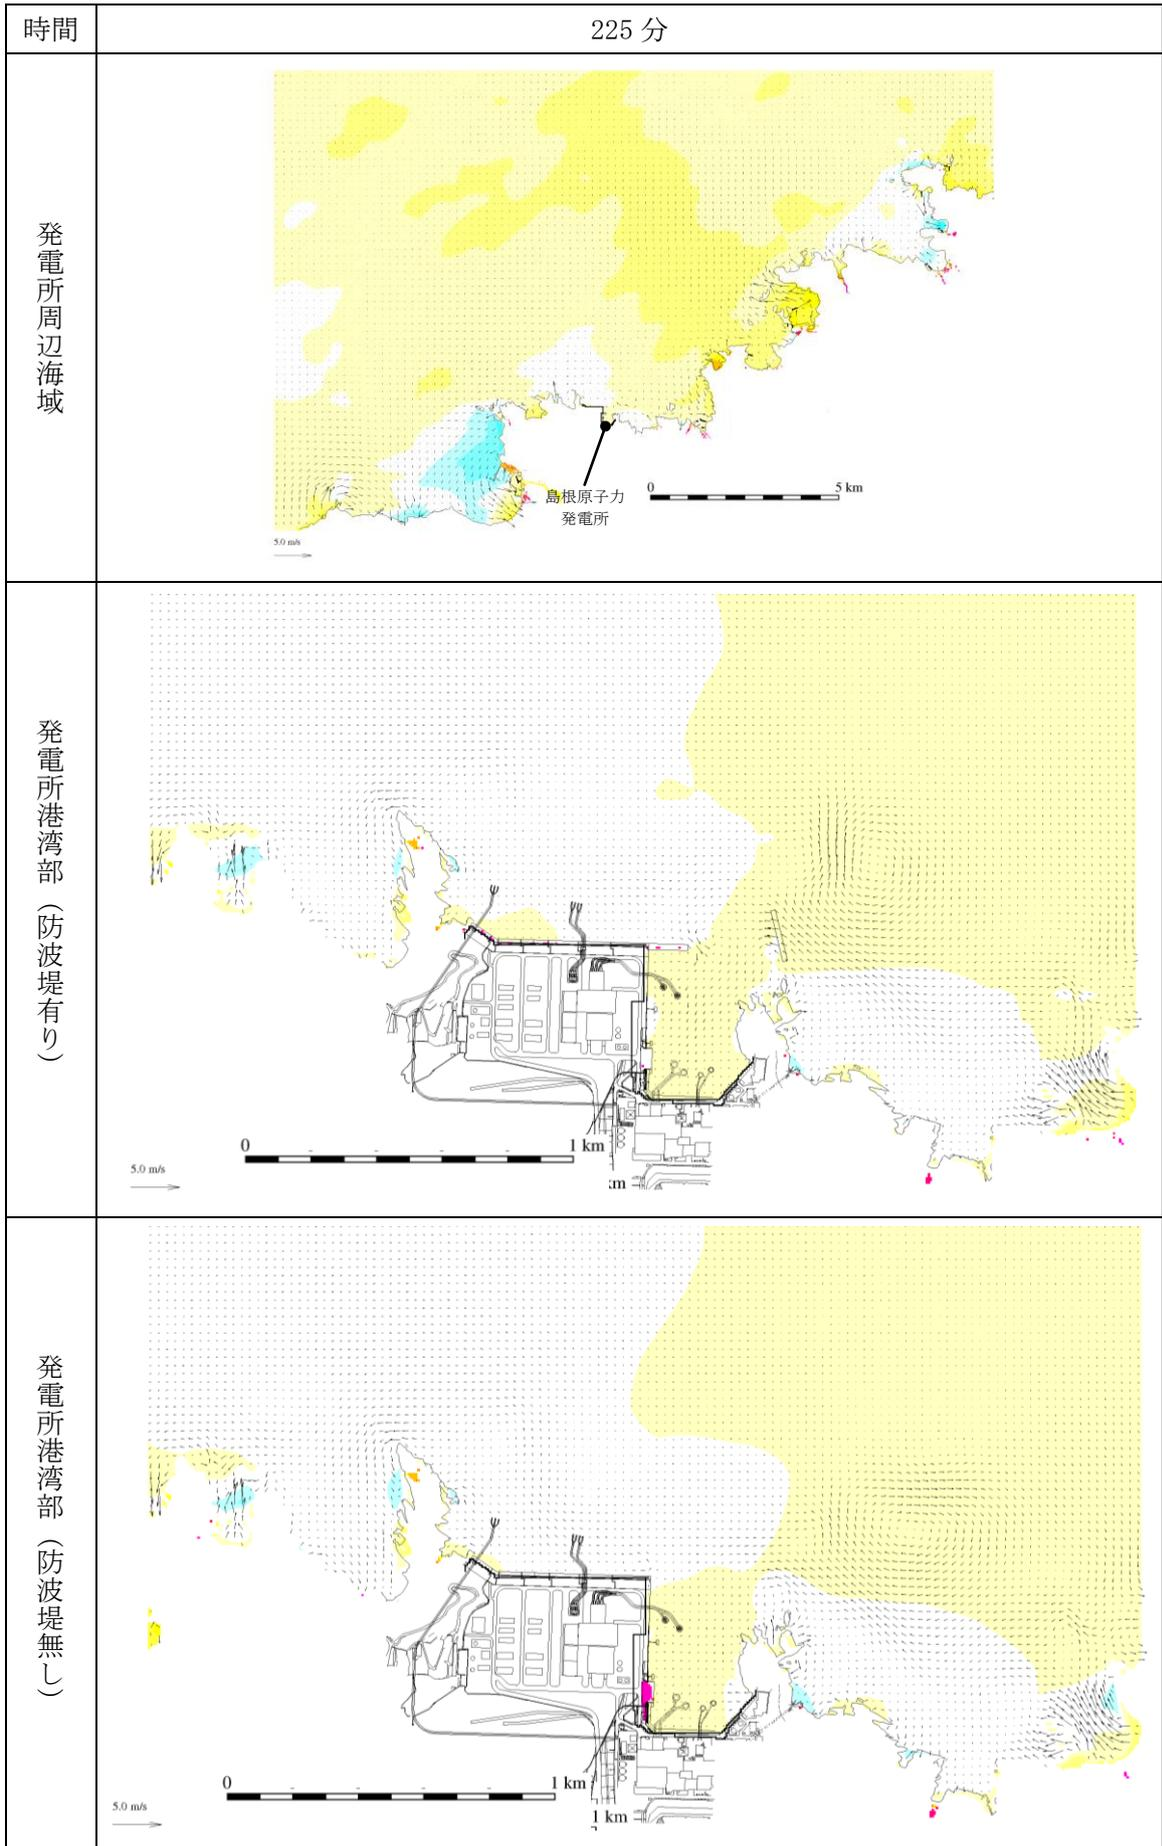 時間
225 分
発電所周辺海域
島根原子力
発電所
0
5 km
5.0 m/s
発電所港湾部（防波堤有り）
0
1 km
km
5.0 m/s
発電所港湾部（防波堤無し）
0
1 km
1 km
5.0 m/s